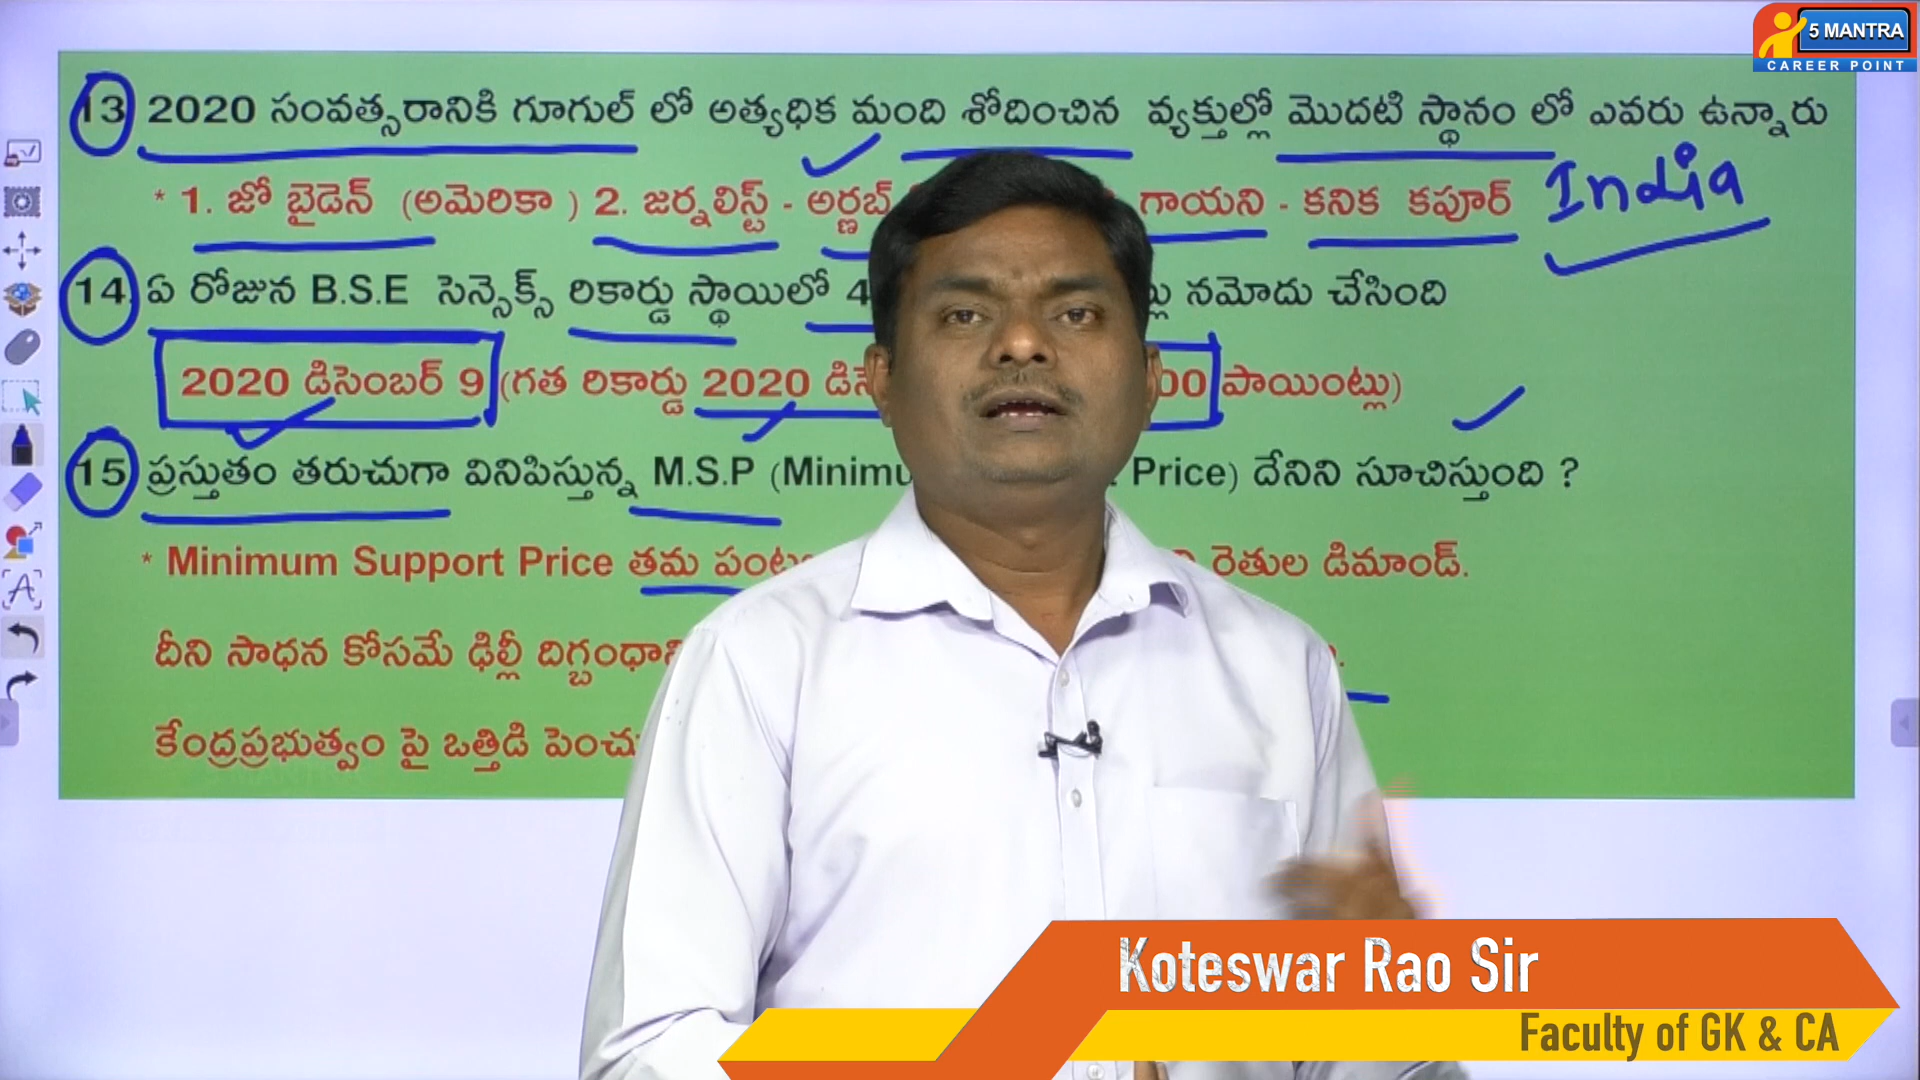 5 MANTRA
CAREER POINT
13 2020 సంవత్సరానికి గూగుల్ లో అత్యధిక మంది శోదించిన వ్యక్తుల్లో మొదటి స్థానం లో ఎవరు ఉన్నారు
* 1. జో బైడెన్ (అమెరికా ) 2. జర్నలిస్ట్ - అర్ణబ్ గాయని - కనిక కపూర్ India
14. ఏ రోజున B.S.E సెన్సెక్స్ రికార్డు స్థాయిలో 4 నమోదు చేసింది
2020 డిసెంబర్ 9 (గత రికార్డు 2020 00 పాయింట్లు)
15 ప్రస్తుతం తరుచుగా వినిపిస్తున్న M.S.P (Price) దేనిని సూచిస్తుంది ?
* Minimum Support Price తమ రైతుల డిమాండ్.
దీని సాధన కోసమే ఢిల్లీ
కేంద్రప్రభుత్వం పై ఒత్తిడి
Koteswar Rao Sir
Faculty of GK & CA